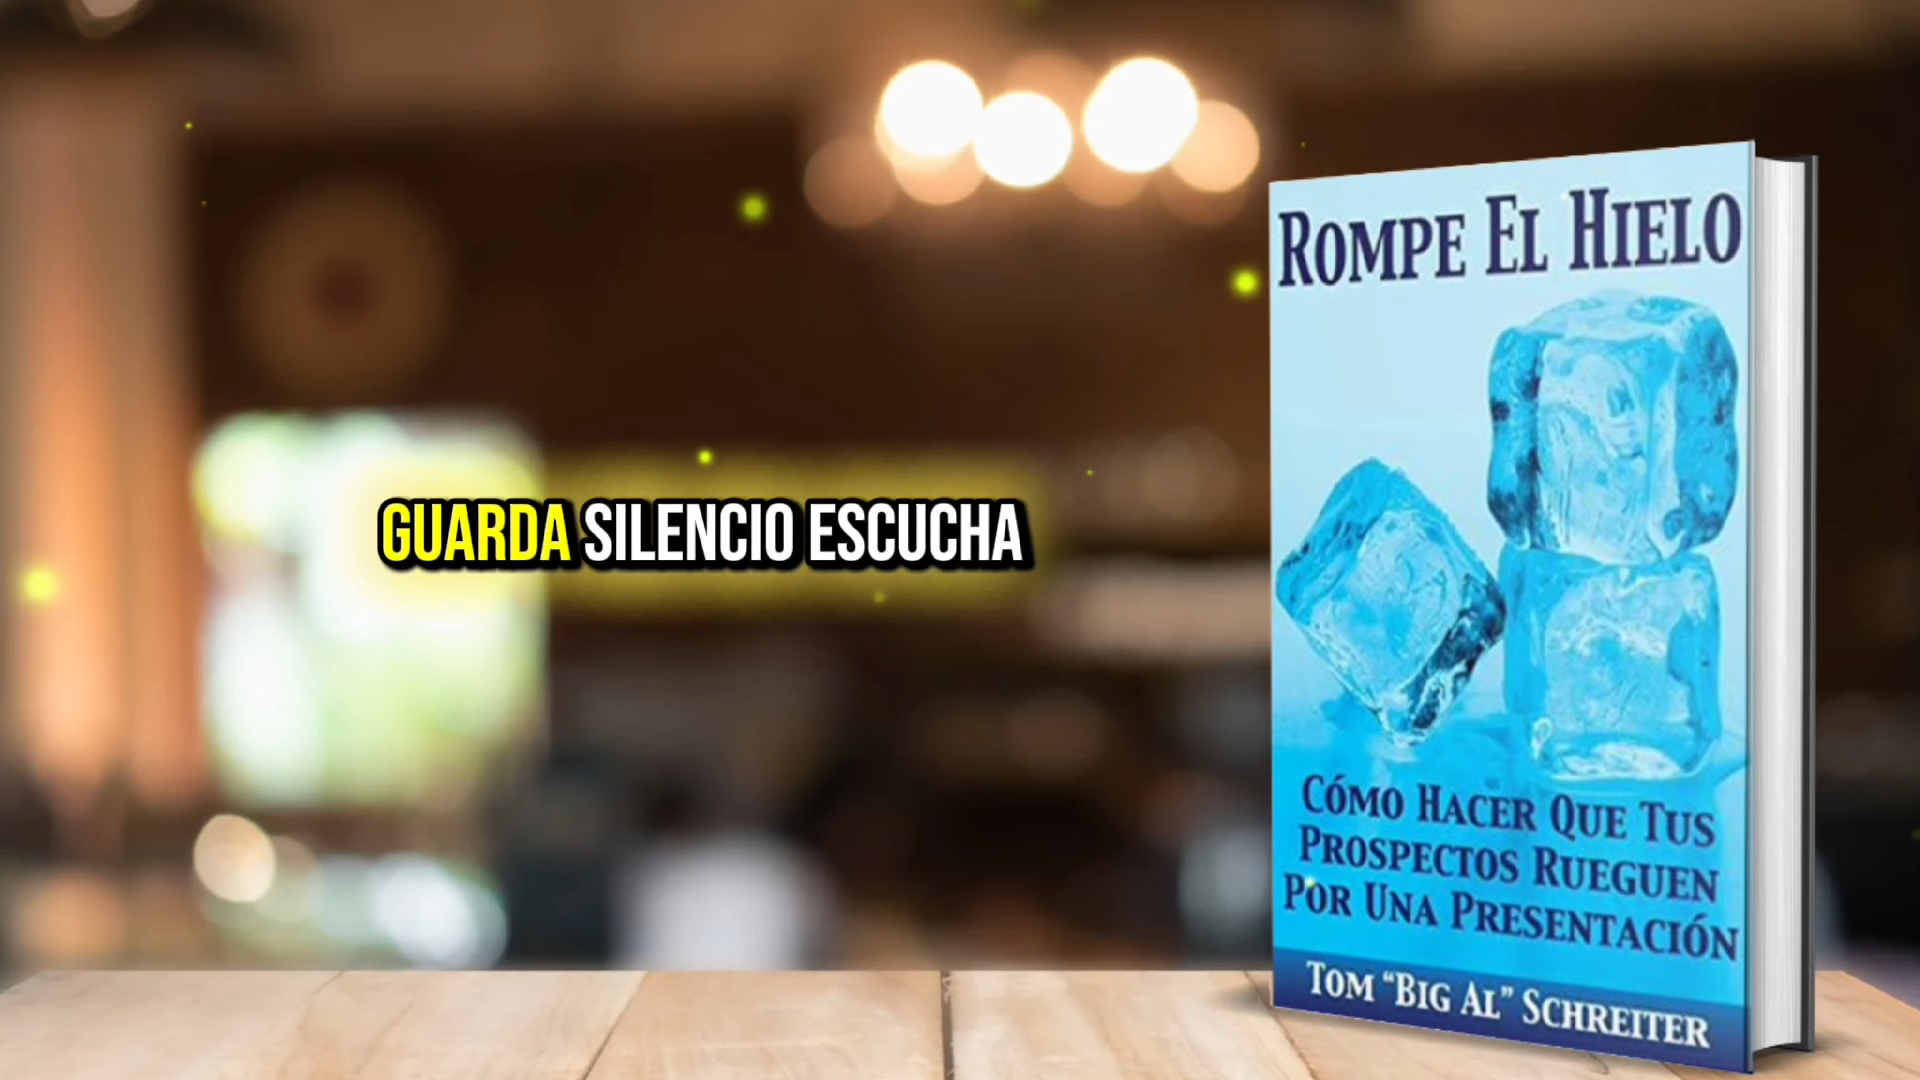 GUARDA SILENCIO ESCUCHA
ROMPE EL HIELO
CÓMO HACER QUE TUS
PROSPECTOS RUEGUEN
POR UNA PRESENTACIÓN
TOM “BIG AL” SCHREITER